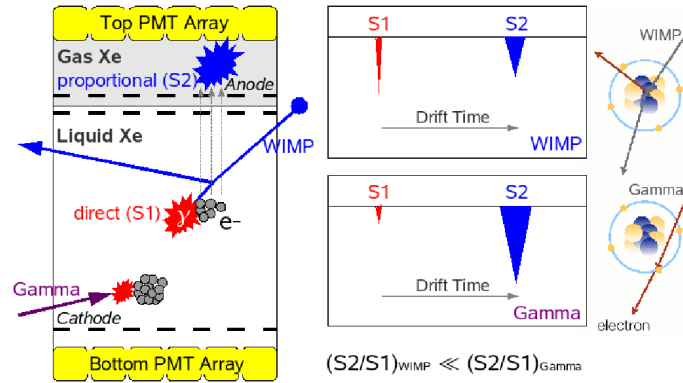 Top PMT Array
Gas Xe
proportional (S2)
Anode
Liquid Xe
WIMP
direct (S1)
γ
e–
Gamma
Cathode
Bottom PMT Array
S1 S2
Drift Time
WIMP
S1 S2
Drift Time
Gamma
(S2/S1)WIMP ≪ (S2/S1)Gamma
WIMP
Gamma
electron